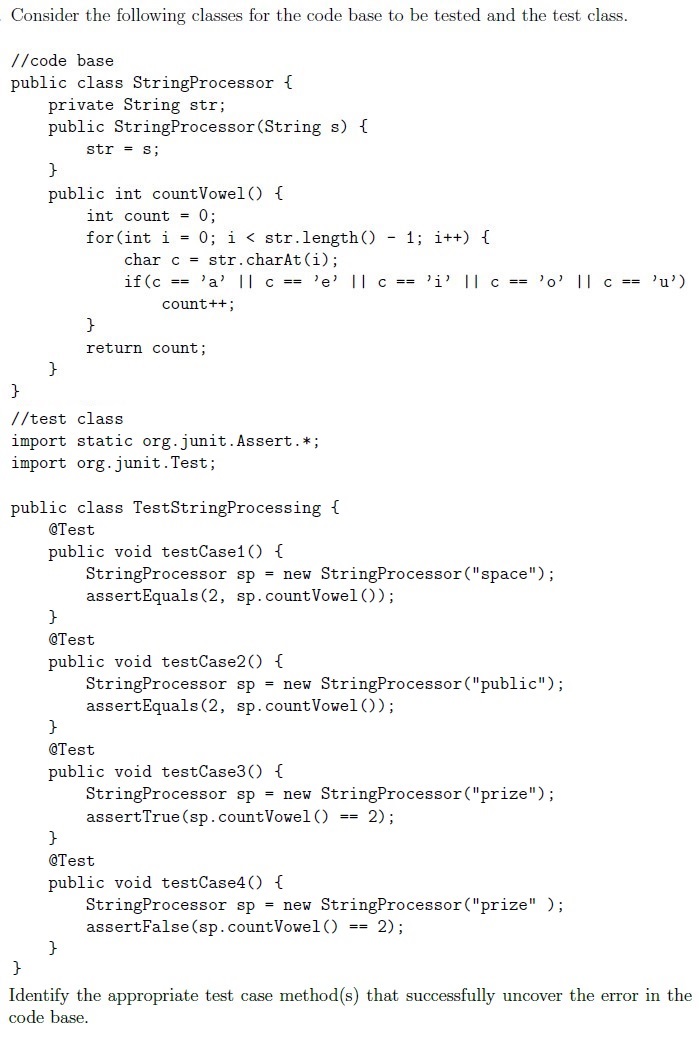 Consider the following classes for the code base to be tested and the test class.
//code base
public class StringProcessor {
private String str;
public StringProcessor(String s) {
str = s;
}
public int countVowel() {
int count = 0;
for(int i = 0; i < str.length() - 1; i++) {
char c = str.charAt(i);
if(c == 'a' || c == 'e' || c == 'i' || c == 'o' || c == 'u')
count++;
}
return count;
}
}
//test class
import static org.junit.Assert.*;
import org.junit.Test;
public class TestStringProcessing {
@Test
public void testCase1() {
StringProcessor sp = new StringProcessor("space");
assertEquals(2, sp.countVowel());
}
@Test
public void testCase2() {
StringProcessor sp = new StringProcessor("public");
assertEquals(2, sp.countVowel());
}
@Test
public void testCase3() {
StringProcessor sp = new StringProcessor("prize");
assertTrue(sp.countVowel() == 2);
}
@Test
public void testCase4() {
StringProcessor sp = new StringProcessor("prize" );
assertFalse(sp.countVowel() == 2);
}
}
Identify the appropriate test case method(s) that successfully uncover the error in the
code base.